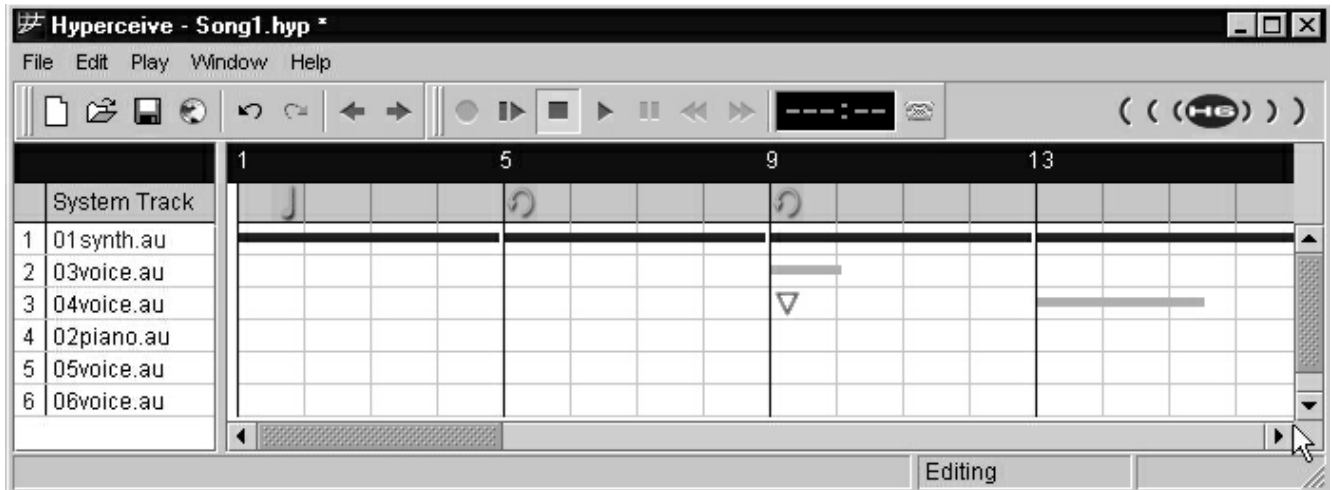 Hyperceive - Song1.hyp *
File Edit Play Window Help
---:-- ( ( ((H6)) ) )
1 5 9 13
System Track
1 01synth.au
2 03voice.au
3 04voice.au
4 02piano.au
5 05voice.au
6 06voice.au
Editing